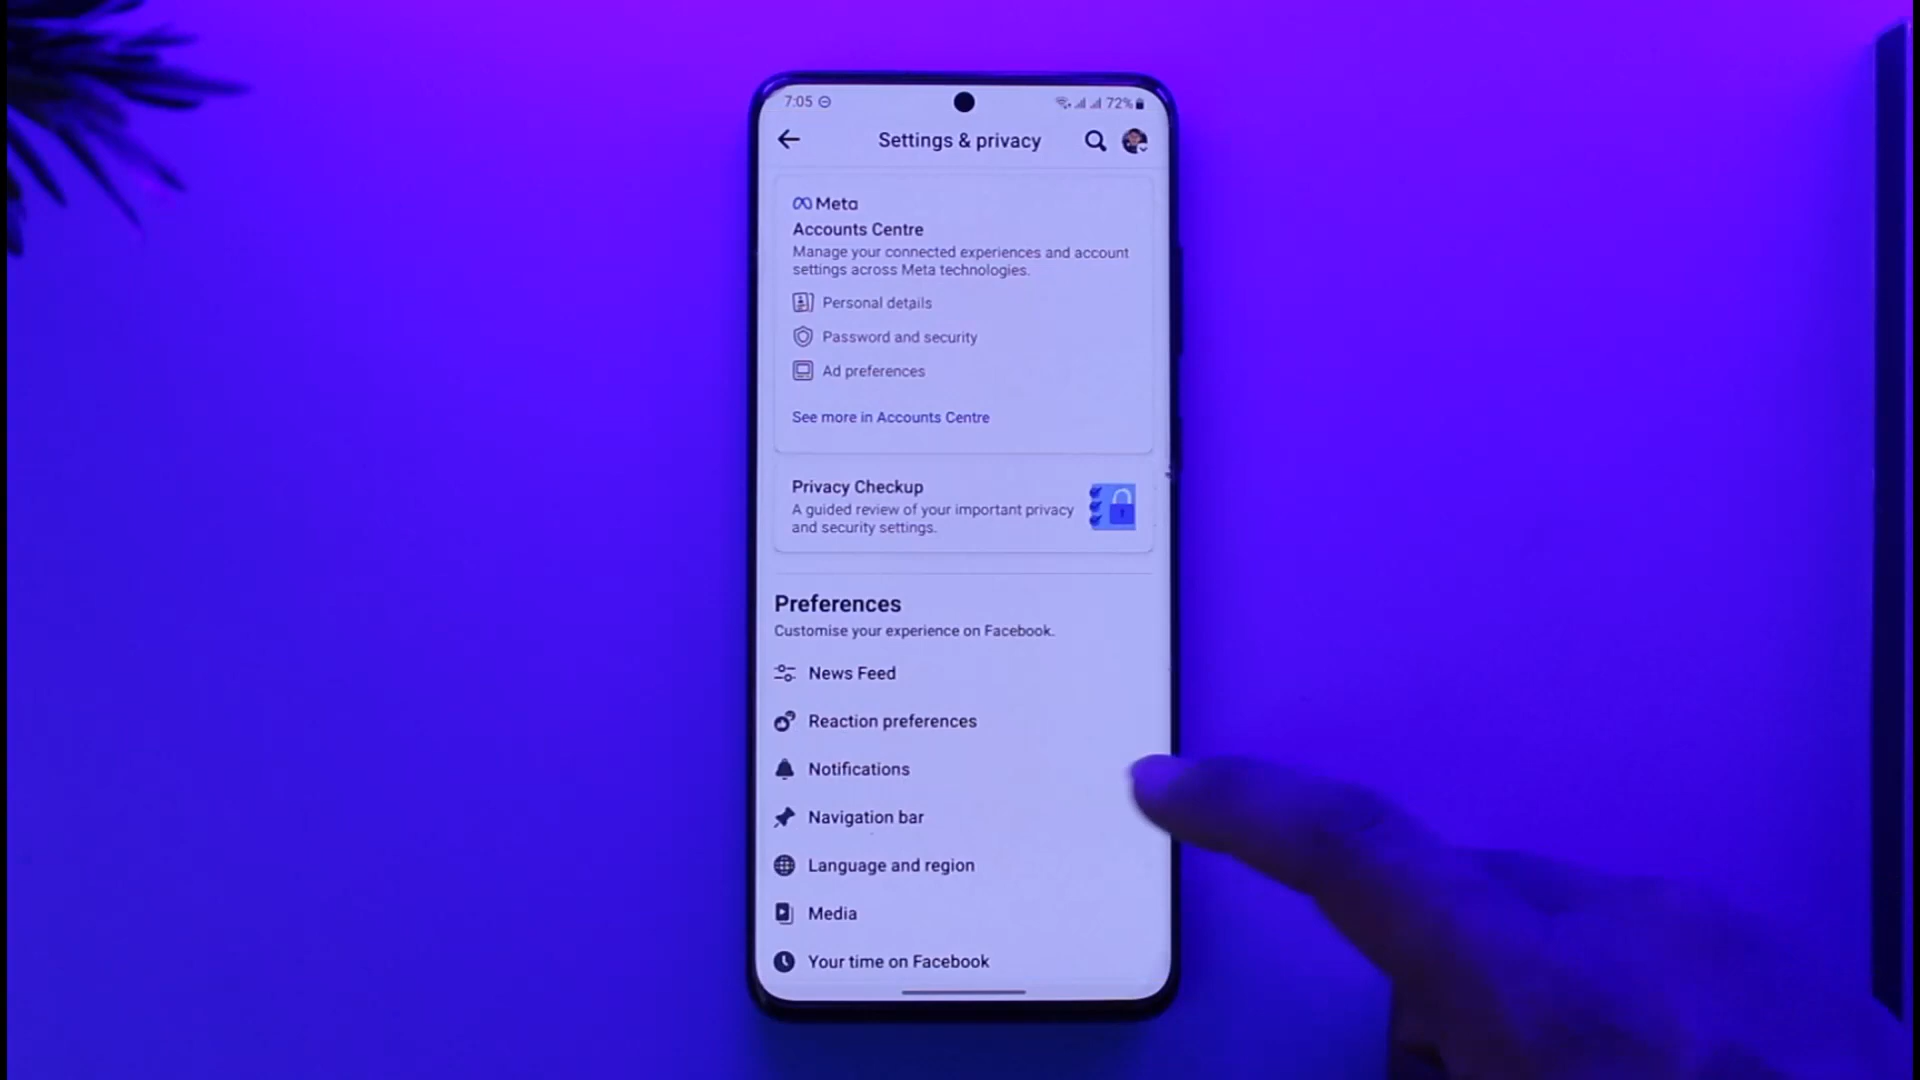 7:05
72%
Settings & privacy
Meta
Accounts Centre
Manage your connected experiences and account
settings across Meta technologies.
Personal details
Password and security
Ad preferences
See more in Accounts Centre
Privacy Checkup
A guided review of your important privacy
and security settings.
Preferences
Customise your experience on Facebook.
News Feed
Reaction preferences
Notifications
Navigation bar
Language and region
Media
Your time on Facebook